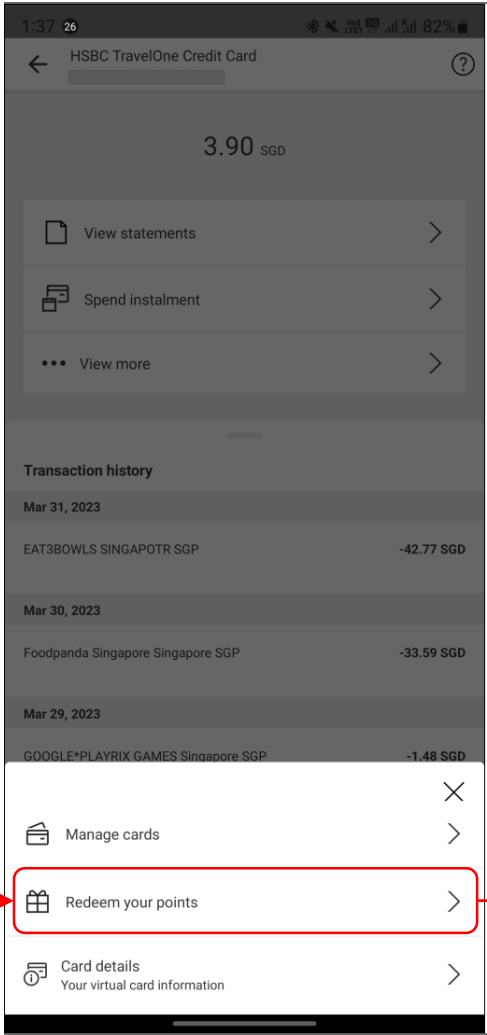 1:37 26 82%
HSBC TravelOne Credit Card
3.90 SGD
View statements
Spend instalment
View more
Transaction history
Mar 31, 2023
EAT3BOWLS SINGAPOTR SGP -42.77 SGD
Mar 30, 2023
Foodpanda Singapore Singapore SGP -33.59 SGD
Mar 29, 2023
GOOGLE*PLAYRIX GAMES Singapore SGP -1.48 SGD
Manage cards
Redeem your points
Card details
Your virtual card information